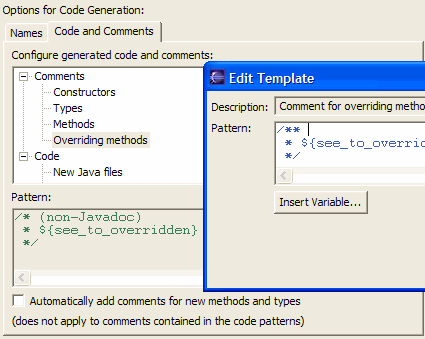 Options for Code Generation:
Names
Code and Comments
Configure generated code and comments:
Comments
Constructors
Types
Methods
Overriding methods
Code
New Java files
Pattern:
/* (non-Javadoc)
 * ${see_to_overridden}
 */
Automatically add comments for new methods and types
(does not apply to comments contained in the code patterns)
Edit Template
Description: Comment for overriding metho
Pattern:
/**
 * ${see_to_overrid
 */
Insert Variable...